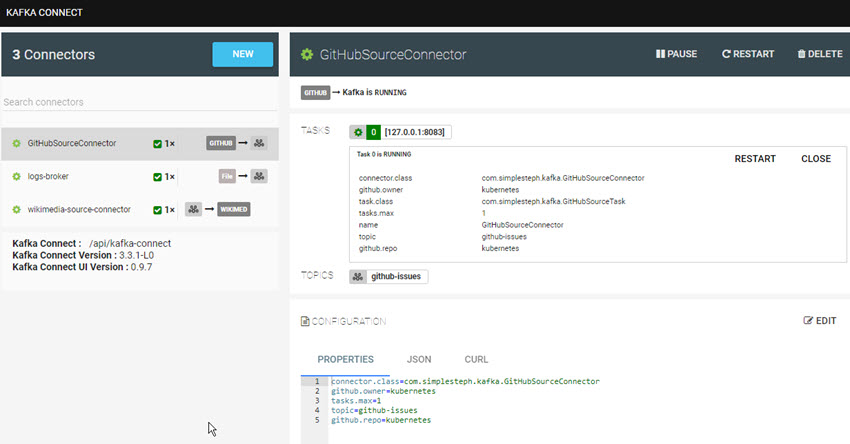 KAFKA CONNECT
3 Connectors
NEW
Search connectors
GitHubSourceConnector 1× GITHUB
logs-broker 1× File
wikimedia-source-connector 1× WIKIMED
Kafka Connect : /api/kafka-connect
Kafka Connect Version : 3.3.1-L0
Kafka Connect UI Version : 0.9.7
GitHubSourceConnector
PAUSE RESTART DELETE
GITHUB Kafka is RUNNING
TASKS 0 [127.0.0.1:8083]
Task 0 is RUNNING
RESTART CLOSE
connector.class com.simplesteph.kafka.GitHubSourceConnector
github.owner kubernetes
task.class com.simplesteph.kafka.GitHubSourceTask
tasks.max 1
name GitHubSourceConnector
topic github-issues
github.repo kubernetes
TOPICS github-issues
CONFIGURATION
EDIT
PROPERTIES JSON CURL
1 connector.class=com.simplesteph.kafka.GitHubSourceConnector
2 github.owner=kubernetes
3 tasks.max=1
4 topic=github-issues
5 github.repo=kubernetes